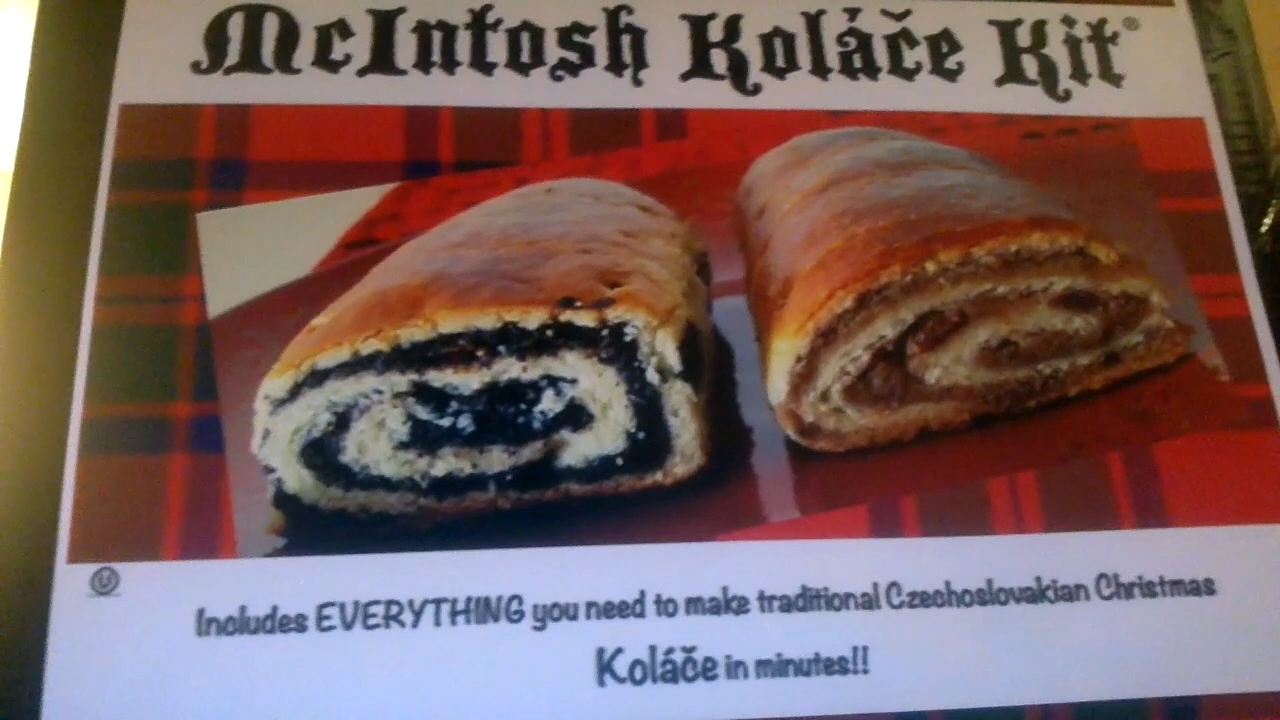 McIntosh Koláče Kit®
U
Includes EVERYTHING you need to make traditional Czechoslovakian Christmas
Koláče in minutes!!